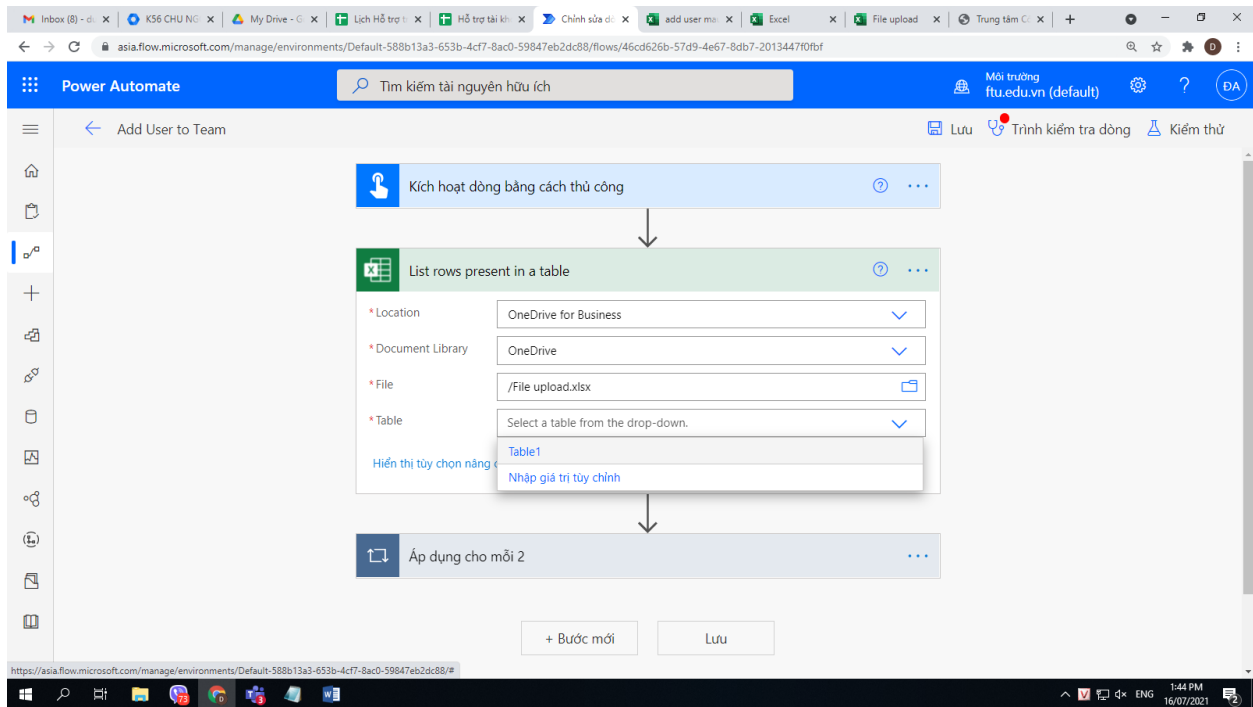 Inbox (8) - d
K56 CHU NG
My Drive - G
Lịch Hỗ trợ t
Hỗ trợ tài kh
Chỉnh sửa dò
add user ma
Excel
File upload
Trung tâm C
asia.flow.microsoft.com/manage/environments/Default-588b13a3-653b-4cf7-8ac0-59847eb2dc88/flows/46cd626b-57d9-4e67-8db7-2013447f0fbf
D
Power Automate
Tìm kiếm tài nguyên hữu ích
Môi trường
ftu.edu.vn (default)
?
ĐA
Add User to Team
Lưu
Trình kiểm tra dòng
Kiểm thử
Kích hoạt dòng bằng cách thủ công
List rows present in a table
* Location
OneDrive for Business
* Document Library
OneDrive
* File
/File upload.xlsx
* Table
Select a table from the drop-down.
Table1
Hiển thị tùy chọn nâng
Nhập giá trị tùy chỉnh
Áp dụng cho mỗi 2
+ Bước mới
Lưu
https://asia.flow.microsoft.com/manage/environments/Default-588b13a3-653b-4cf7-8ac0-59847eb2dc88/#
73
3
V
ENG
1:44 PM
16/07/2021
2